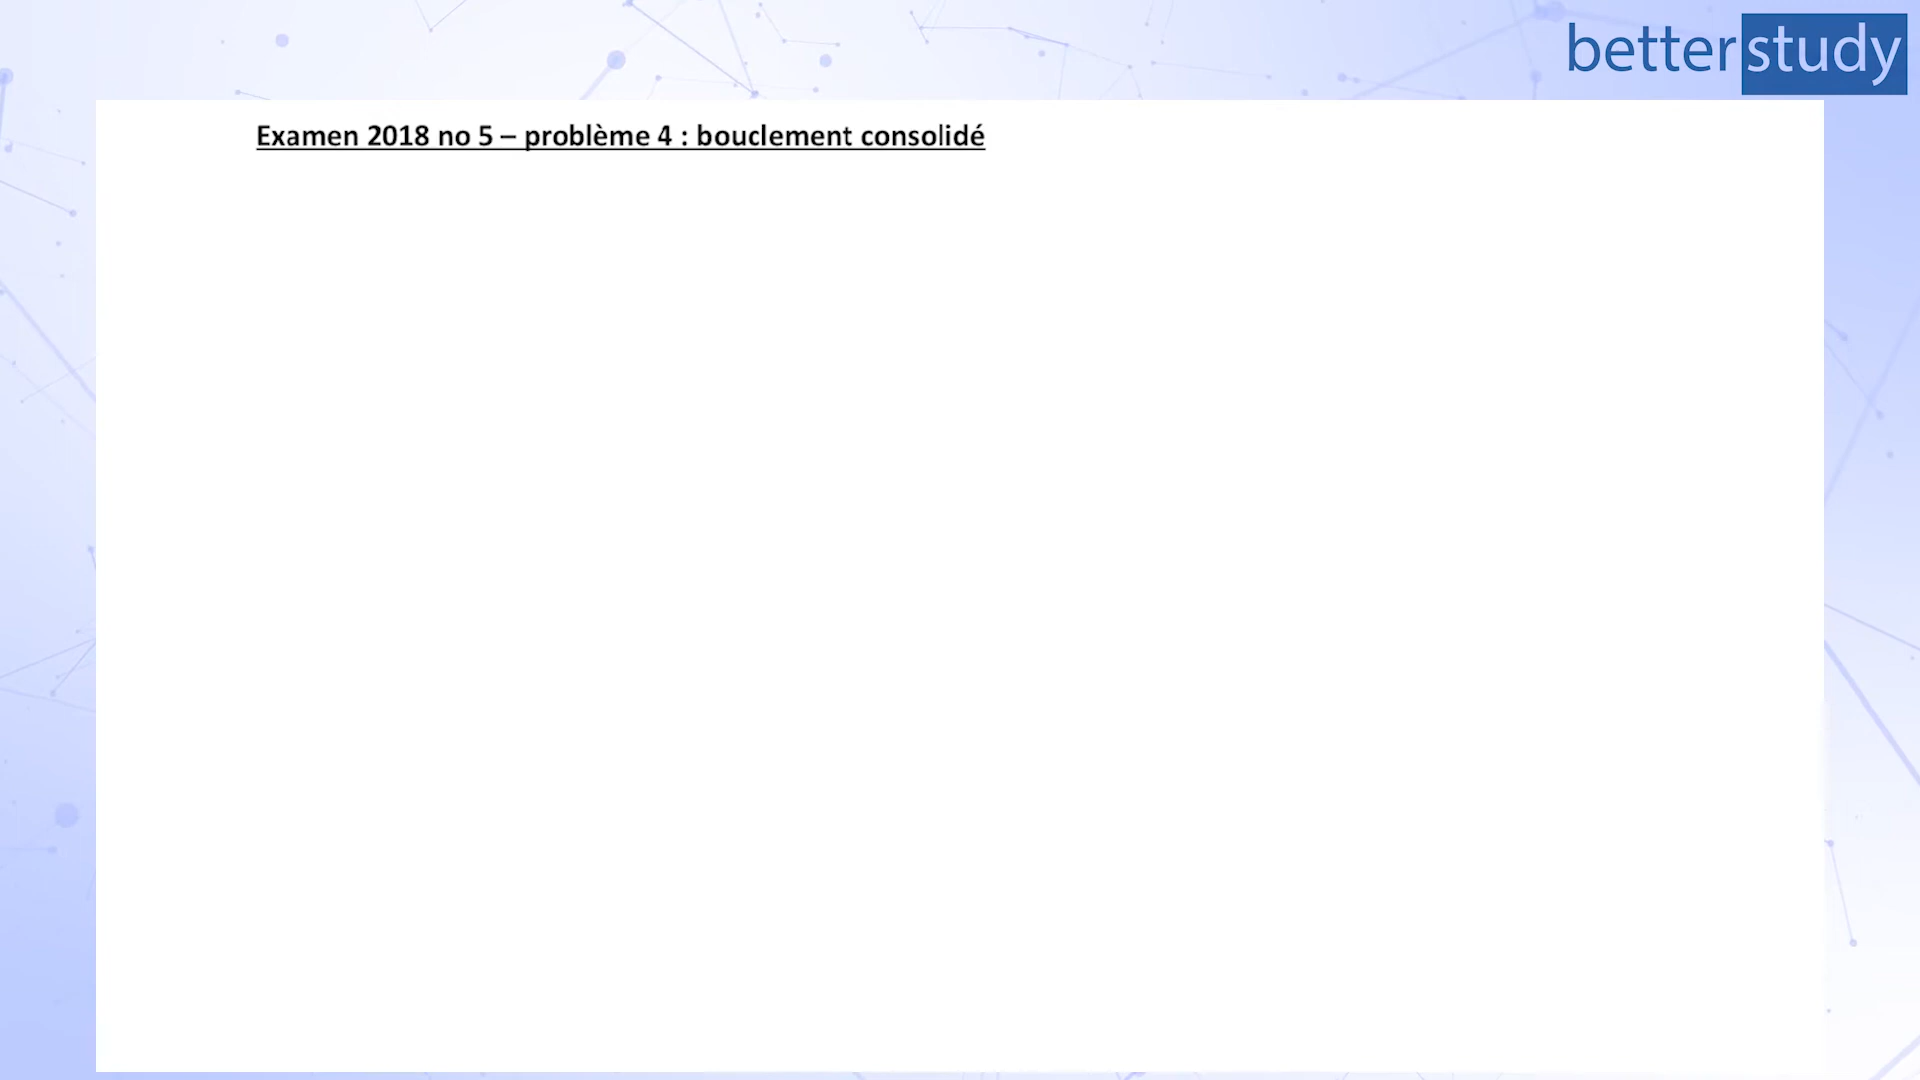 betterstudy
Examen 2018 no 5 – problème 4 : bouclement consolidé